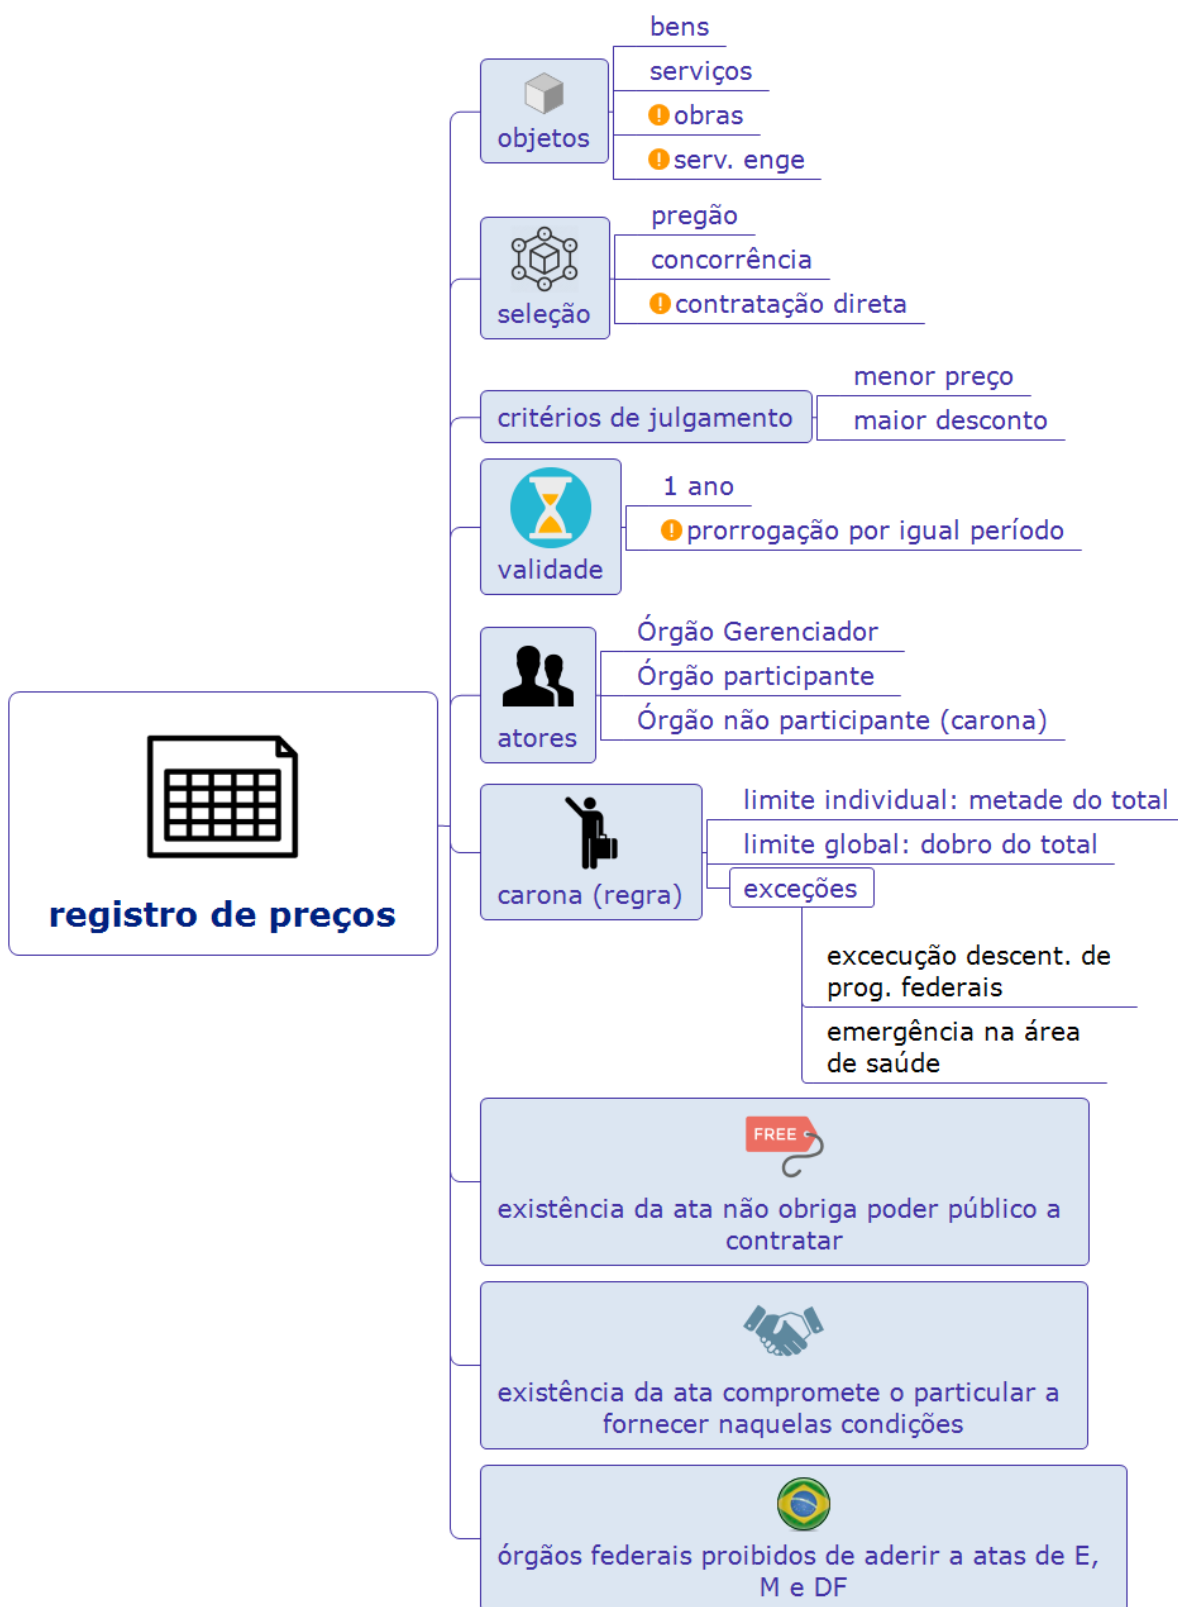 bens
serviços
obras
serv. enge
objetos
pregão
concorrência
contratação direta
seleção
critérios de julgamento
menor preço
maior desconto
1 ano
prorrogação por igual período
validade
Órgão Gerenciador
Órgão participante
Órgão não participante (carona)
atores
registro de preços
limite individual: metade do total
limite global: dobro do total
exceções
carona (regra)
excecução descent. de
prog. federais
emergência na área
de saúde
FREE
existência da ata não obriga poder público a
contratar
existência da ata compromete o particular a
fornecer naquelas condições
órgãos federais proibidos de aderir a atas de E,
M e DF